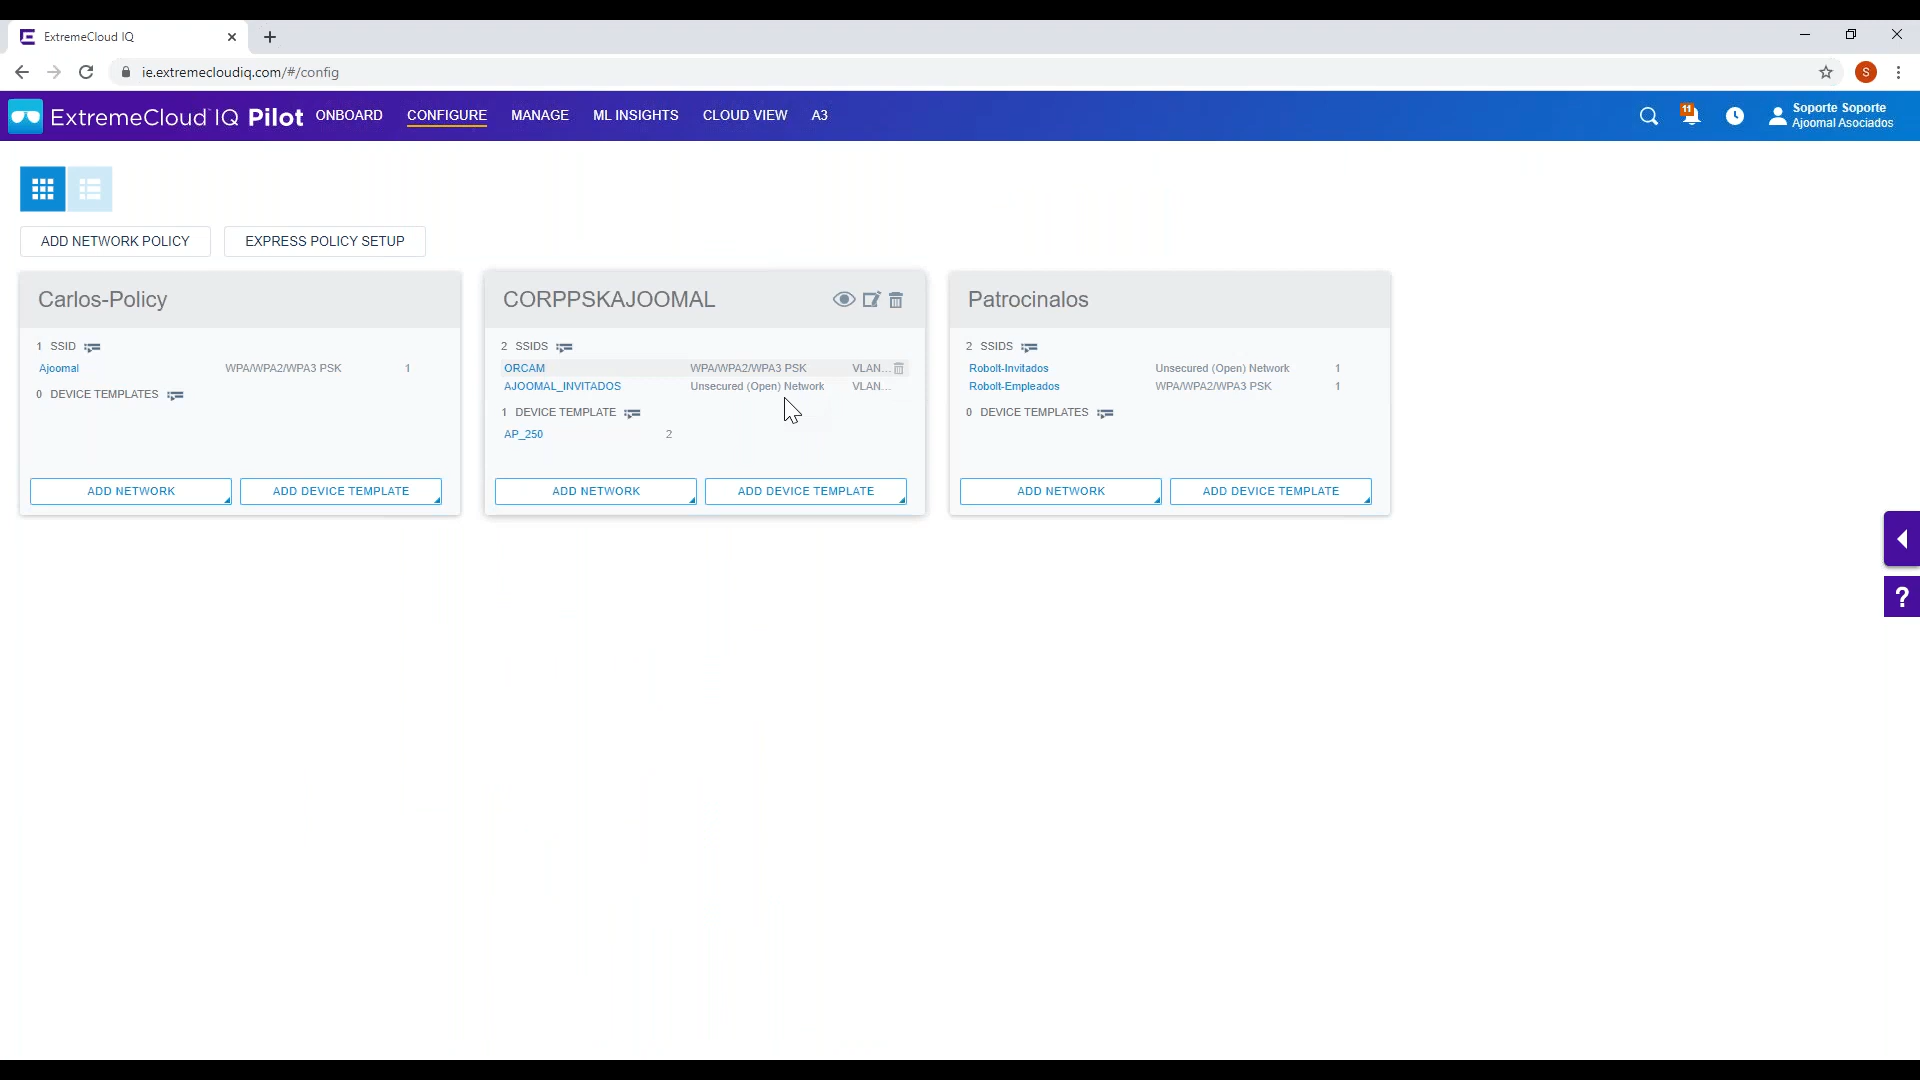 ExtremeCloud IQ
ie.extremecloudiq.com/#/config
S
ExtremeCloud IQ Pilot
ONBOARD CONFIGURE MANAGE ML INSIGHTS CLOUD VIEW A3
11
Soporte Soporte
Ajoomal Asociados
ADD NETWORK POLICY EXPRESS POLICY SETUP
Carlos-Policy
1 SSID
Ajoomal WPA/WPA2/WPA3 PSK 1
0 DEVICE TEMPLATES
ADD NETWORK ADD DEVICE TEMPLATE
CORPPSKAJOOMAL
2 SSIDS
ORCAM WPA/WPA2/WPA3 PSK VLAN...
AJOOMAL_INVITADOS Unsecured (Open) Network VLAN...
1 DEVICE TEMPLATE
AP_250 2
ADD NETWORK ADD DEVICE TEMPLATE
Patrocinalos
2 SSIDS
Robolt-Invitados Unsecured (Open) Network 1
Robolt-Empleados WPA/WPA2/WPA3 PSK 1
0 DEVICE TEMPLATES
ADD NETWORK ADD DEVICE TEMPLATE
?